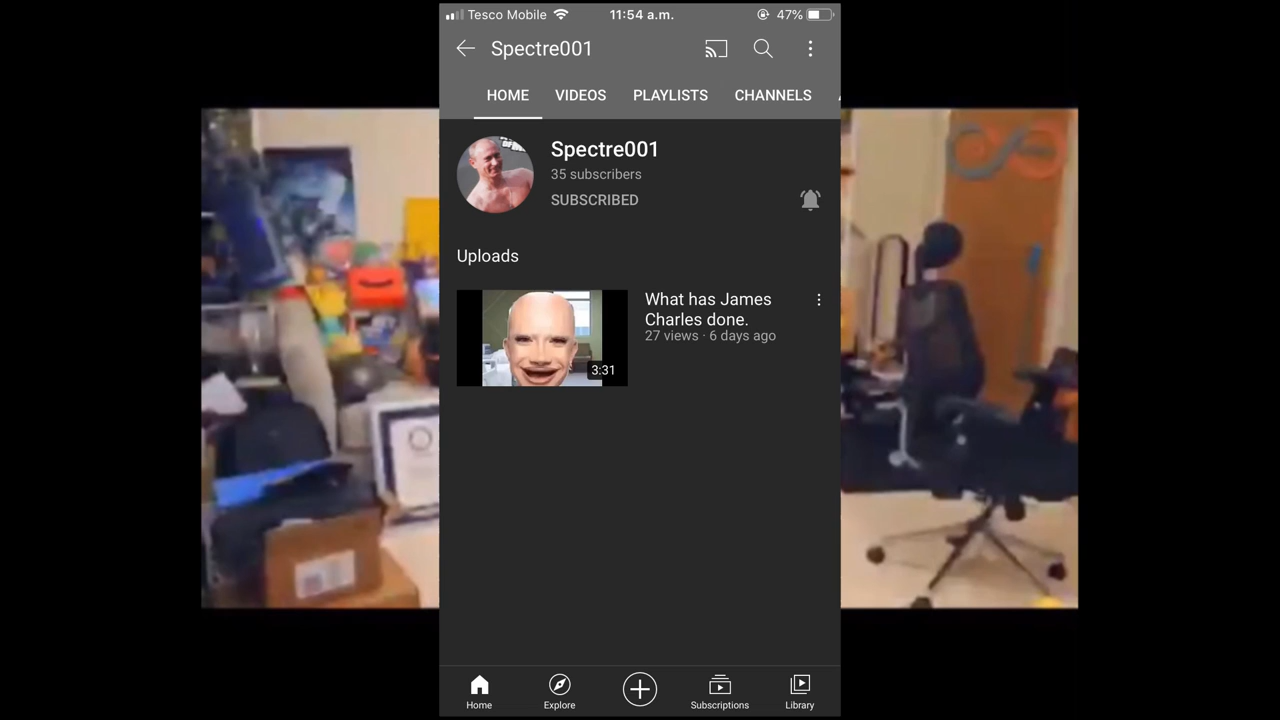 Tesco Mobile 11:54 a.m. 47%
Spectre001
HOME VIDEOS PLAYLISTS CHANNELS
Spectre001
35 subscribers
SUBSCRIBED
Uploads
What has James
Charles done.
27 views · 6 days ago
3:31
Home Explore Subscriptions Library